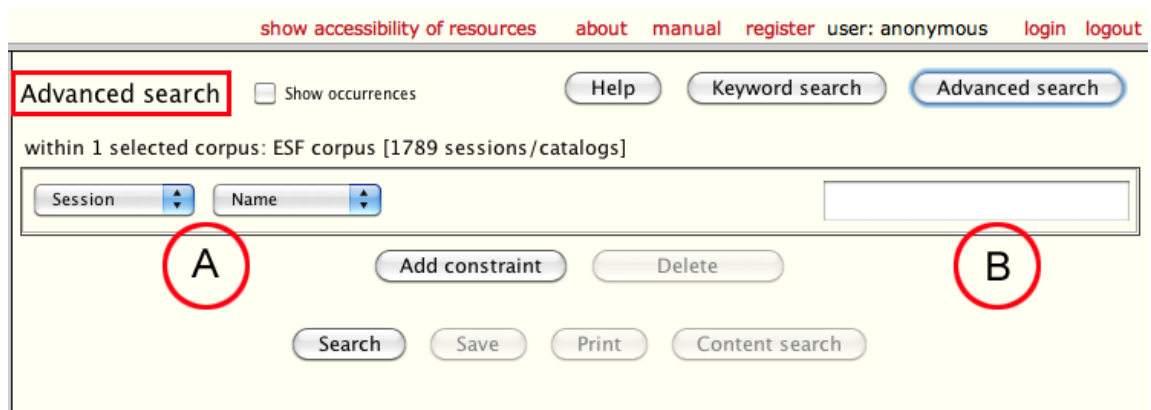 show accessibility of resources about manual register user: anonymous login logout
Advanced search Show occurrences Help Keyword search Advanced search
within 1 selected corpus: ESF corpus [1789 sessions/catalogs]
Session Name
A B
Add constraint Delete
Search Save Print Content search